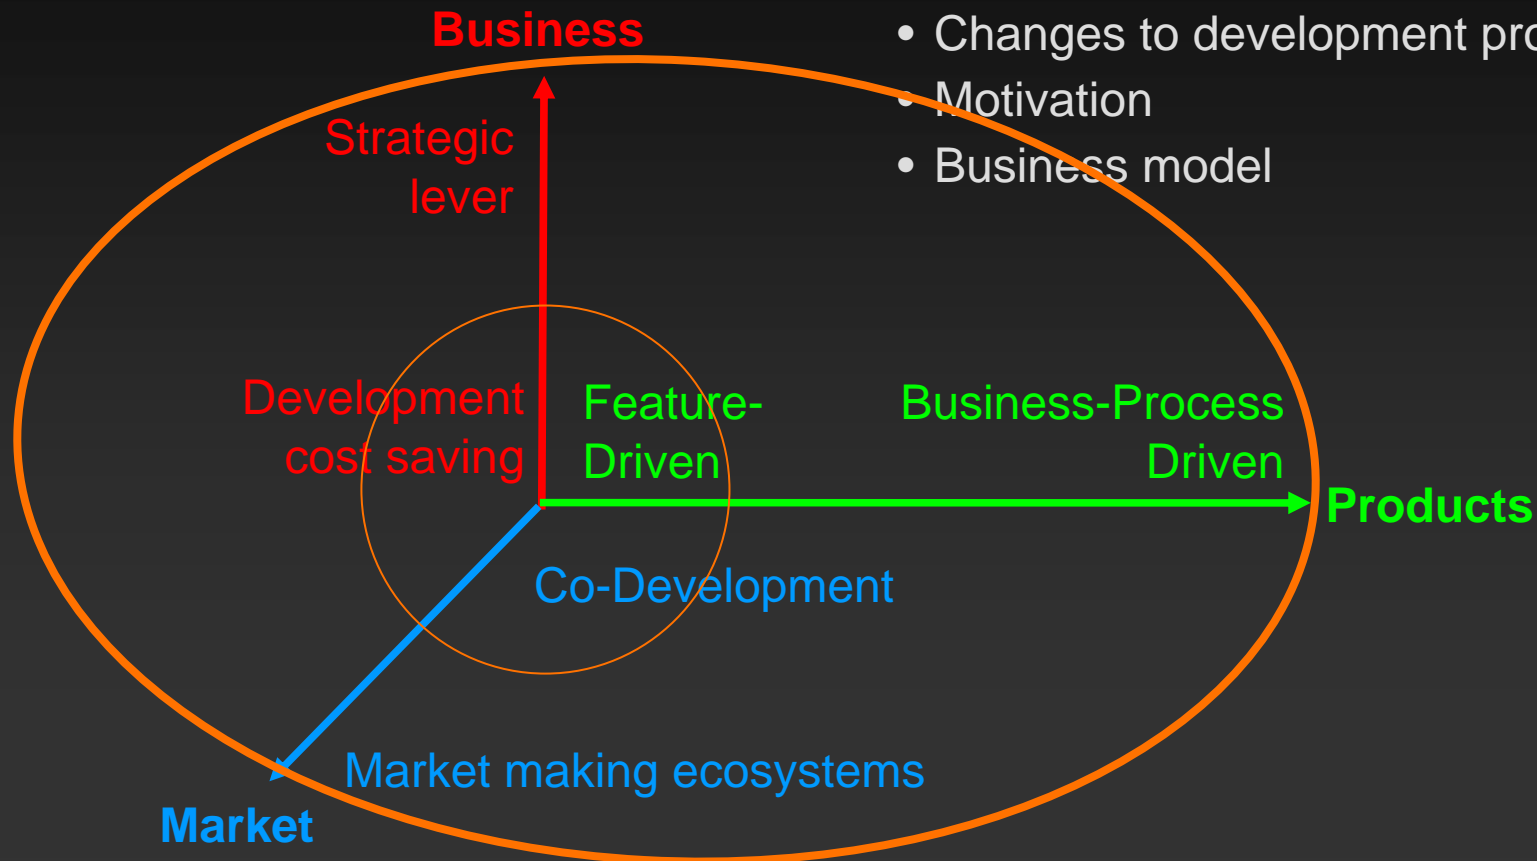 Business
• Changes to development pro
• Motivation
• Business model
Strategic
lever
Development
cost saving
Feature-
Driven
Business-Process
Driven
Products
Co-Development
Market making ecosystems
Market